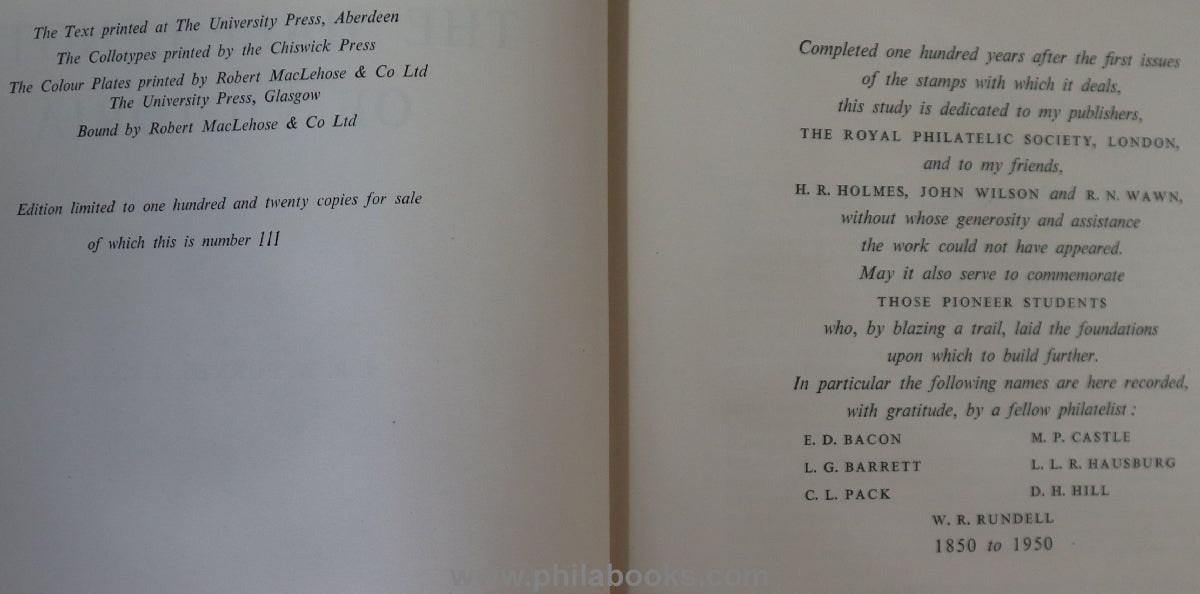 The Text printed at The University Press, Aberdeen
The Collotypes printed by the Chiswick Press
The Colour Plates printed by Robert MacLehose & Co Ltd
The University Press, Glasgow
Bound by Robert MacLehose & Co Ltd
Edition limited to one hundred and twenty copies for sale
of which this is number 111
Completed one hundred years after the first issues
of the stamps with which it deals,
this study is dedicated to my publishers,
THE ROYAL PHILATELIC SOCIETY, LONDON,
and to my friends,
H. R. HOLMES, JOHN WILSON and R. N. WAWN,
without whose generosity and assistance
the work could not have appeared.
May it also serve to commemorate
THOSE PIONEER STUDENTS
who, by blazing a trail, laid the foundations
upon which to build further.
In particular the following names are here recorded,
with gratitude, by a fellow philatelist :
E. D. BACON M. P. CASTLE
L. G. BARRETT L. L. R. HAUSBURG
C. L. PACK D. H. HILL
W. R. RUNDELL
1850 to 1950
www.philabooks.com